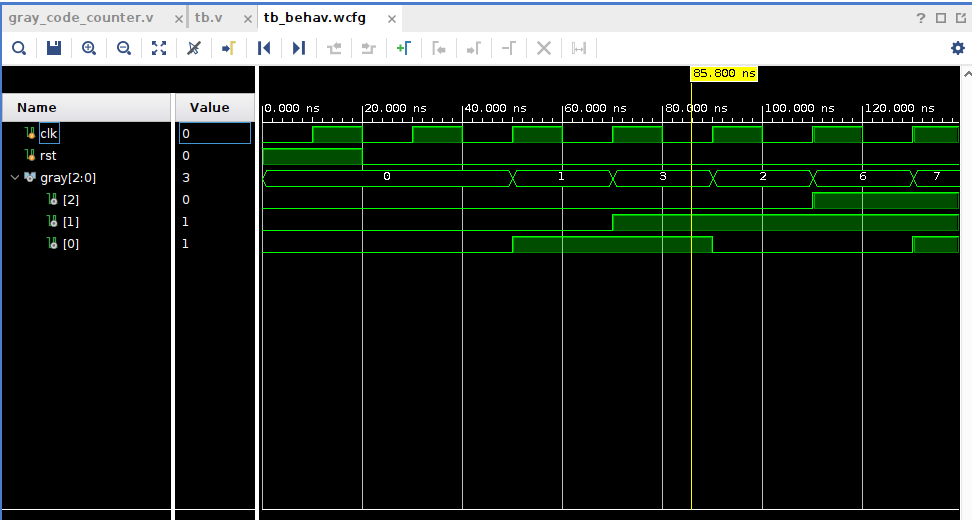 gray_code_counter.v × tb.v × tb_behav.wcfg ×
85.800 ns
Name Value
0.000 ns 20.000 ns 40.000 ns 60.000 ns 80.000 ns 100.000 ns 120.000 ns
clk 0
rst 0
gray[2:0] 3 0 1 3 2 6 7
[2] 0
[1] 1
[0] 1